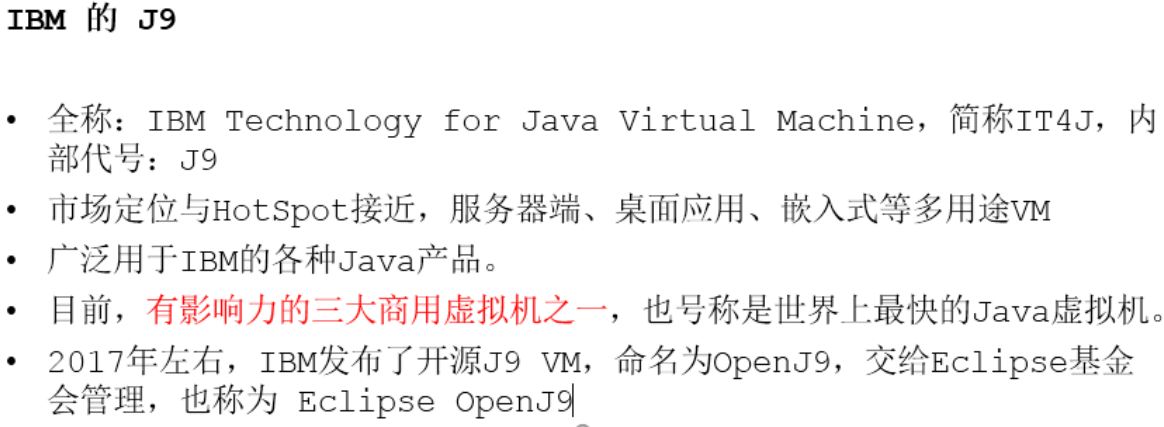 IBM 的 J9
• 全称：IBM Technology for Java Virtual Machine，简称IT4J，内
部代号：J9
• 市场定位与HotSpot接近，服务器端、桌面应用、嵌入式等多用途VM
• 广泛用于IBM的各种Java产品。
• 目前，有影响力的三大商用虚拟机之一，也号称是世界上最快的Java虚拟机。
• 2017年左右，IBM发布了开源J9 VM，命名为OpenJ9，交给Eclipse基金
会管理，也称为 Eclipse OpenJ9